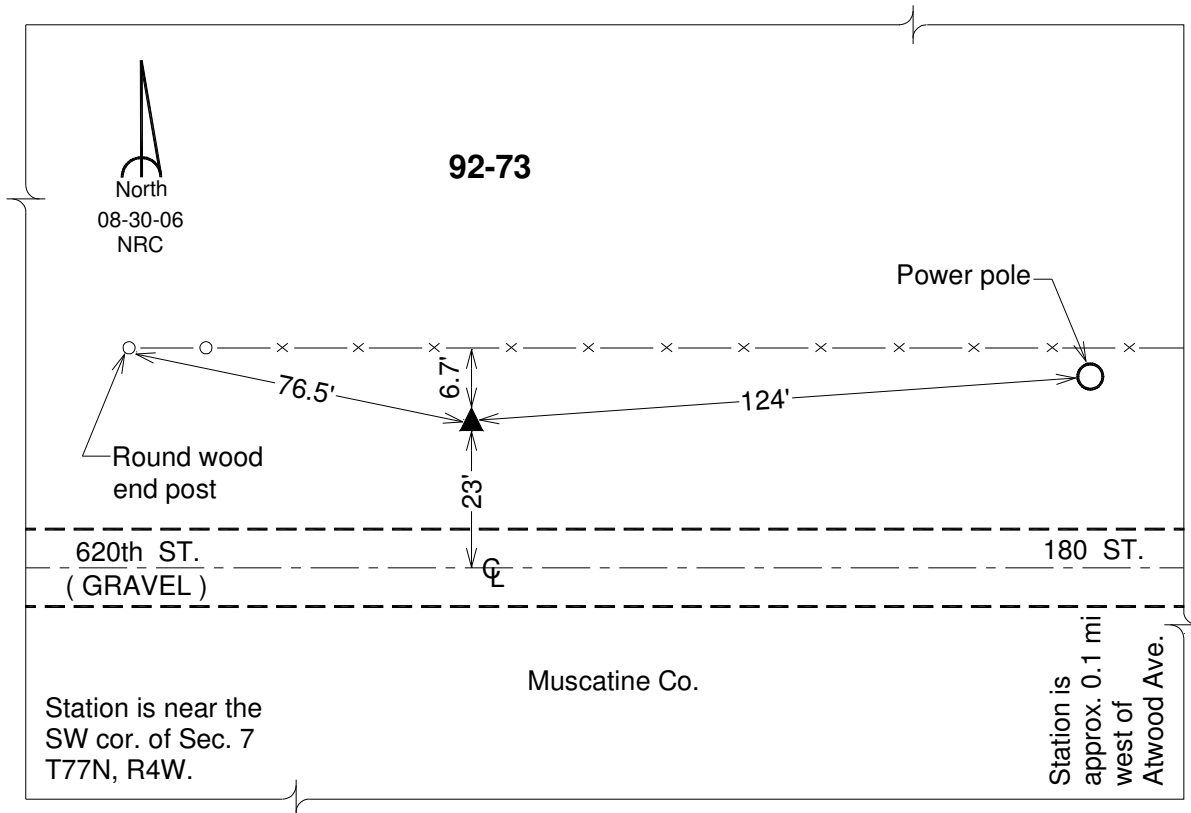 92-73
North
08-30-06
NRC
Power pole
76.5'
6.7'
124'
Round wood
end post
23'
620th ST.
180 ST.
℄
( GRAVEL )
Muscatine Co.
Station is near the
SW cor. of Sec. 7
T77N, R4W.
Station is
approx. 0.1 mi
west of
Atwood Ave.